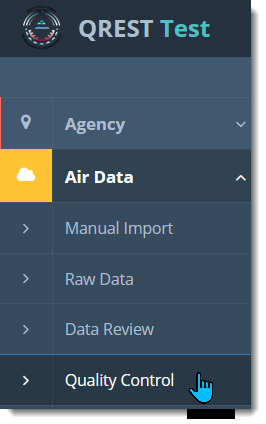 QREST Test
Agency
Air Data
Manual Import
Raw Data
Data Review
Quality Control